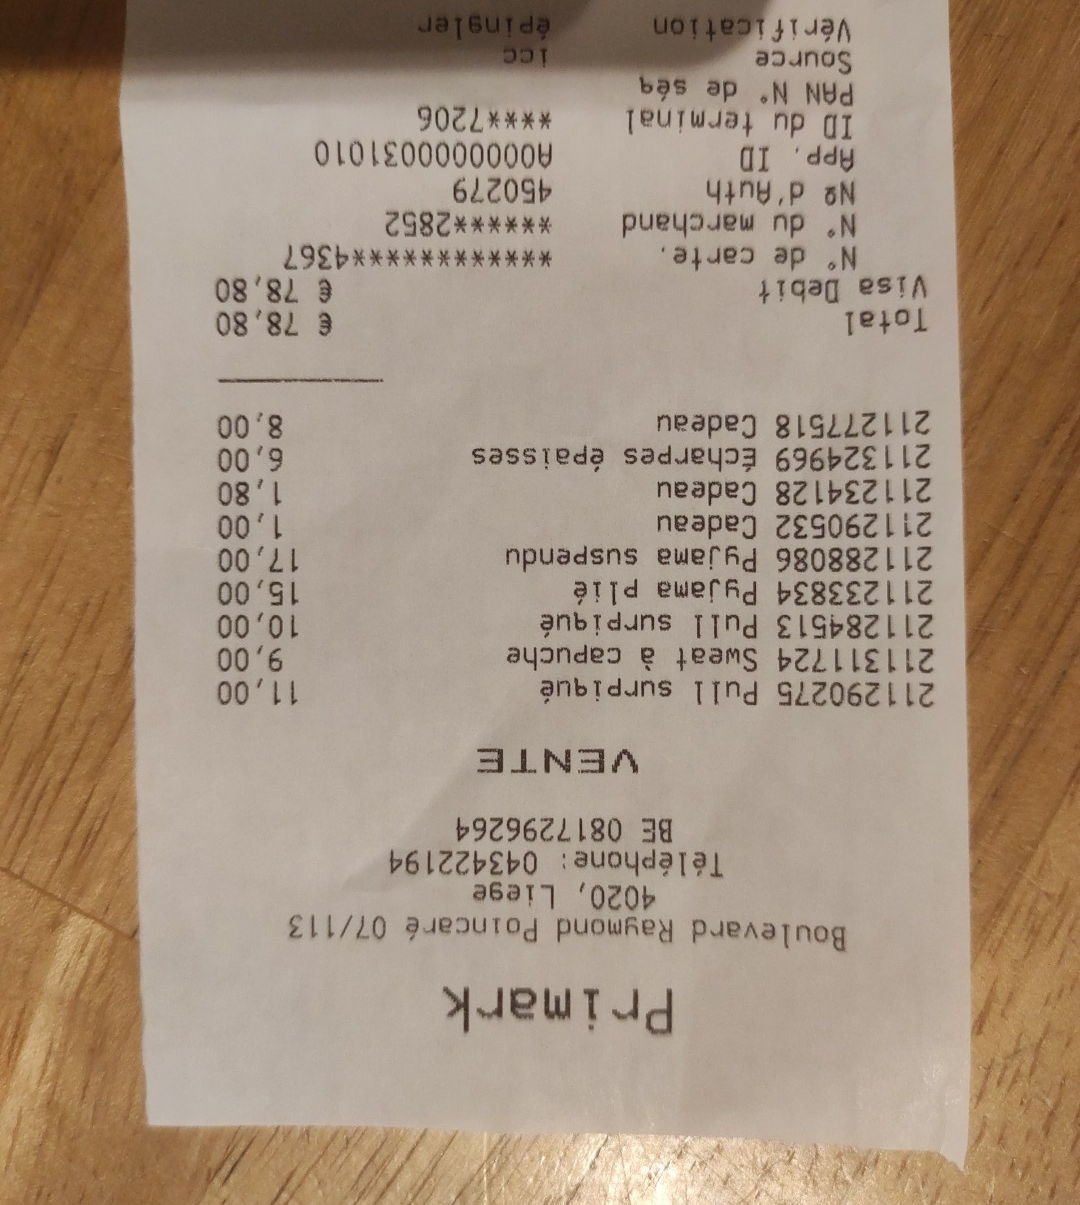 Primark
Boulevard Raymond Poincaré 07/113
4020, Liege
Téléphone: 043422194
BE 0817296264
VENTE
211290275 Pull surpiqué 11,00
211311724 Sweat à capuche 9,00
211284513 Pull surpiqué 10,00
211233834 Pyjama plié 15,00
211288086 Pyjama suspendu 17,00
211290532 Cadeau 1,00
211234128 Cadeau 1,80
211324969 Écharpes épaisses 6,00
211277518 Cadeau 8,00
Total € 78,80
Visa Debit € 78,80
N° de carte. **************4367
N° du marchand *******2852
Nº d'Auth 450279
App. ID A0000000031010
ID du terminal ****7206
PAN N° de séq
Source icc
Vérification épingler